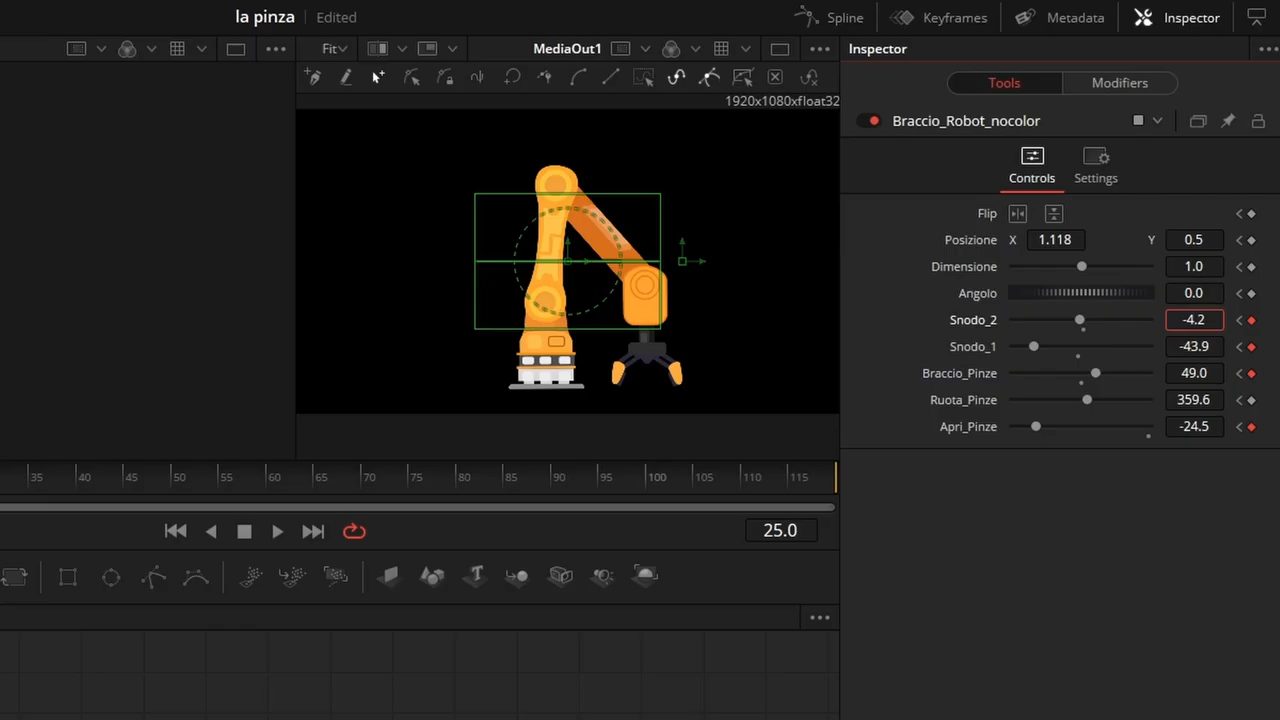 la pinza Edited Spline Keyframes Metadata Inspector
Fit MediaOut1 Inspector
Tools Modifiers
1920x1080xfloat32
Braccio_Robot_nocolor
Controls Settings
Flip
Posizione X 1.118 Y 0.5
Dimensione 1.0
Angolo 0.0
Snodo_2 -4.2
Snodo_1 -43.9
Braccio_Pinze 49.0
Ruota_Pinze 359.6
Apri_Pinze -24.5
35 40 45 50 55 60 65 70 75 80 85 90 95 100 105 110 115
25.0